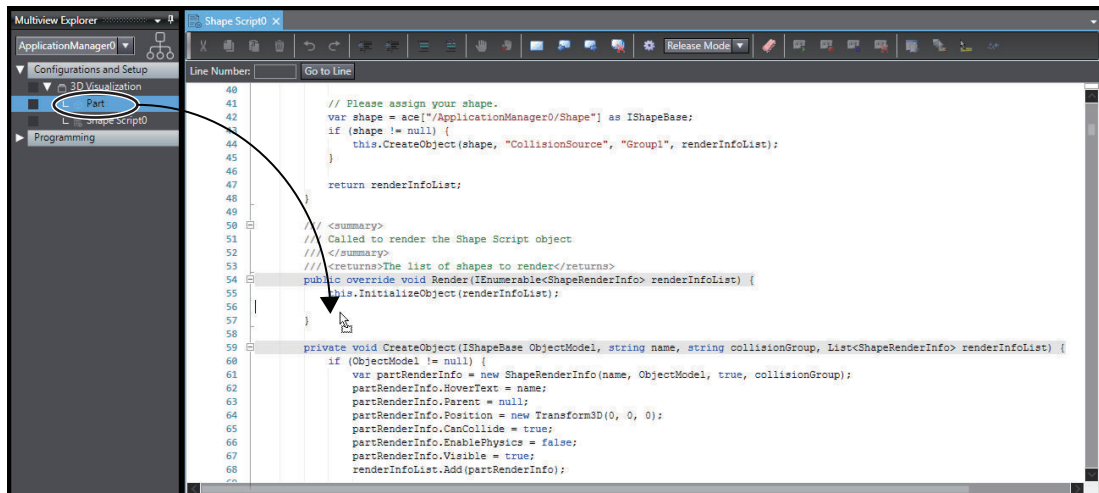 Multiview Explorer
ApplicationManager0
Configurations and Setup
3D Visualization
Part
Shape Script0
Programming
Shape Script0 ×
Release Mode
Line Number:
Go to Line
40
41 // Please assign your shape.
42 var shape = ace["/ApplicationManager0/Shape"] as IShapeBase;
43 if (shape != null) {
44 this.CreateObject(shape, "CollisionSource", "Group1", renderInfoList);
45 }
46
47 return renderInfoList;
48 }
49
50 /// <summary>
51 /// Called to render the Shape Script object
52 /// </summary>
53 /// <returns>The list of shapes to render</returns>
54 public override void Render(IEnumerable<ShapeRenderInfo> renderInfoList) {
55 this.InitializeObject(renderInfoList);
56
57 }
58
59 private void CreateObject(IShapeBase ObjectModel, string name, string collisionGroup, List<ShapeRenderInfo> renderInfoList) {
60 if (ObjectModel != null) {
61 var partRenderInfo = new ShapeRenderInfo(name, ObjectModel, true, collisionGroup);
62 partRenderInfo.HoverText = name;
63 partRenderInfo.Parent = null;
64 partRenderInfo.Position = new Transform3D(0, 0, 0);
65 partRenderInfo.CanCollide = true;
66 partRenderInfo.EnablePhysics = false;
67 partRenderInfo.Visible = true;
68 renderInfoList.Add(partRenderInfo);